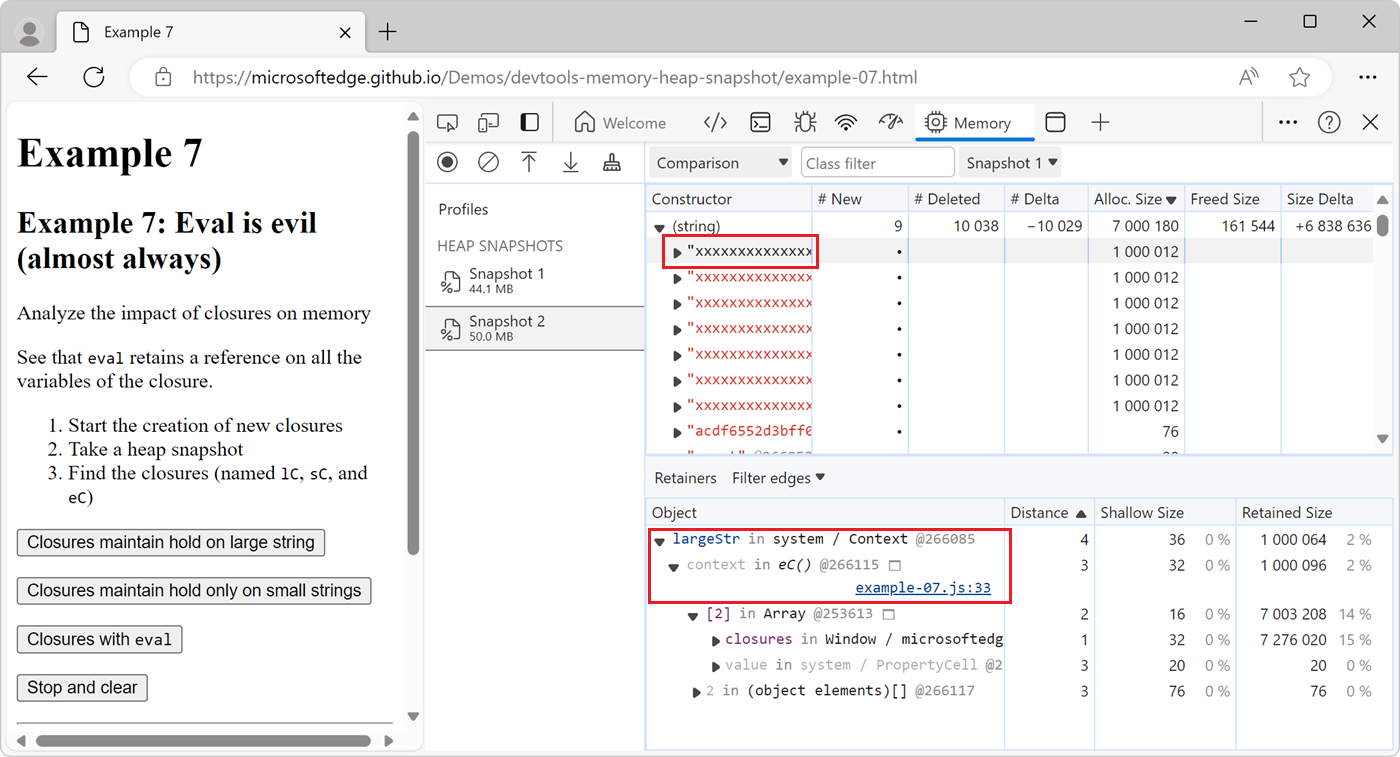 Example 7
https://microsoftedge.github.io/Demos/devtools-memory-heap-snapshot/example-07.html
Example 7
Example 7: Eval is evil
(almost always)
Analyze the impact of closures on memory
See that eval retains a reference on all the
variables of the closure.
1. Start the creation of new closures
2. Take a heap snapshot
3. Find the closures (named lC, sC, and
eC)
Closures maintain hold on large string
Closures maintain hold only on small strings
Closures with eval
Stop and clear
Welcome
Memory
Profiles
HEAP SNAPSHOTS
Snapshot 1
44.1 MB
Snapshot 2
50.0 MB
Comparison Class filter Snapshot 1
Constructor # New # Deleted # Delta Alloc. Size Freed Size Size Delta
(string) 9 10 038 −10 029 7 000 180 161 544 +6 838 636
"xxxxxxxxxxxxxx • 1 000 012
"xxxxxxxxxxxxxx • 1 000 012
"xxxxxxxxxxxxxx • 1 000 012
"xxxxxxxxxxxxxx • 1 000 012
"xxxxxxxxxxxxxx • 1 000 012
"xxxxxxxxxxxxxx • 1 000 012
"xxxxxxxxxxxxxx • 1 000 012
"acdf6552d3bff0 • 76
Retainers Filter edges
Object Distance Shallow Size Retained Size
largeStr in system / Context @266085 4 36 0 % 1 000 064 2 %
context in eC() @266115 3 32 0 % 1 000 096 2 %
example-07.js:33
[2] in Array @253613 2 16 0 % 7 003 208 14 %
closures in Window / microsoftedg 1 32 0 % 7 276 020 15 %
value in system / PropertyCell @2 3 20 0 % 20 0 %
2 in (object elements)[] @266117 3 76 0 % 76 0 %